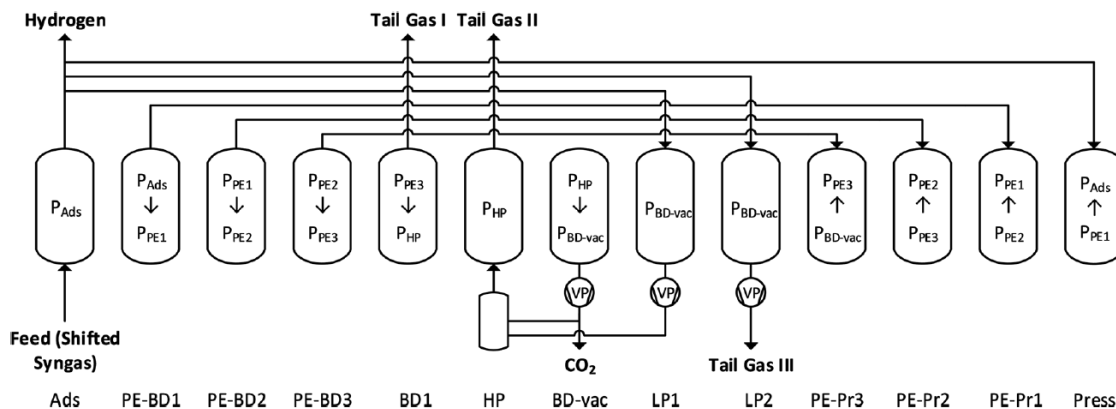 Hydrogen Tail Gas I Tail Gas II
P_Ads
P_Ads ↓ P_PE1
P_PE1 ↓ P_PE2
P_PE2 ↓ P_PE3
P_PE3 ↓ P_HP
P_HP
P_HP ↓ P_BD-vac
P_BD-vac
P_BD-vac
P_PE3 ↑ P_BD-vac
P_PE2 ↑ P_PE3
P_PE1 ↑ P_PE2
P_Ads ↑ P_PE1
VP VP VP
Feed (Shifted
Syngas)
CO₂ Tail Gas III
Ads PE-BD1 PE-BD2 PE-BD3 BD1 HP BD-vac LP1 LP2 PE-Pr3 PE-Pr2 PE-Pr1 Press